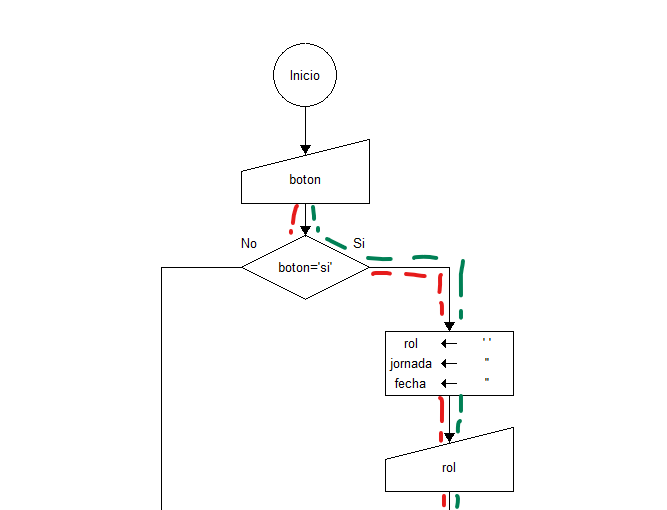 Inicio
boton
No
Si
boton='si'
rol ← ''
jornada ← "
fecha ← "
rol